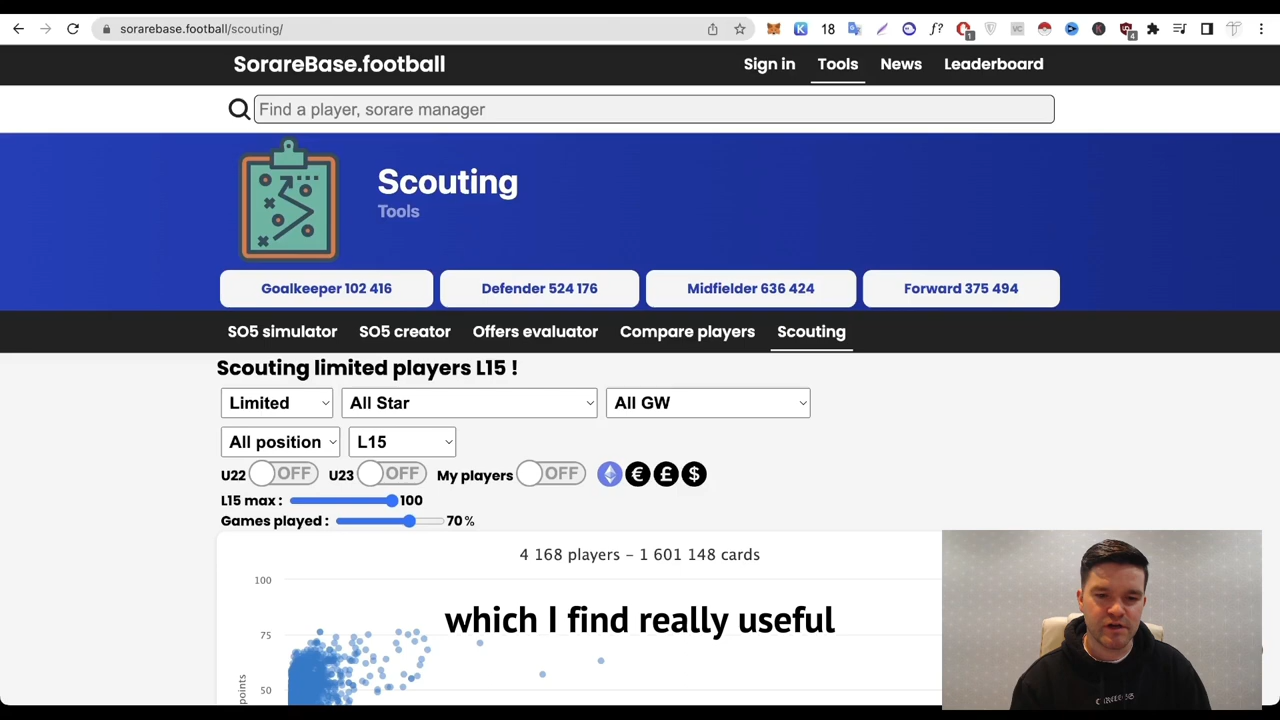 sorarebase.football/scouting/
18
1
4
SorareBase.football
Sign in
Tools
News
Leaderboard
Find a player, sorare manager
Scouting
Tools
Goalkeeper 102 416
Defender 524 176
Midfielder 636 424
Forward 375 494
SO5 simulator
SO5 creator
Offers evaluator
Compare players
Scouting
Scouting limited players L15 !
Limited
All Star
All GW
All position
L15
U22
OFF
U23
OFF
My players
OFF
€
£
$
L15 max :
100
Games played :
70 %
4 168 players – 1 601 148 cards
100
75
50
points
which I find really useful